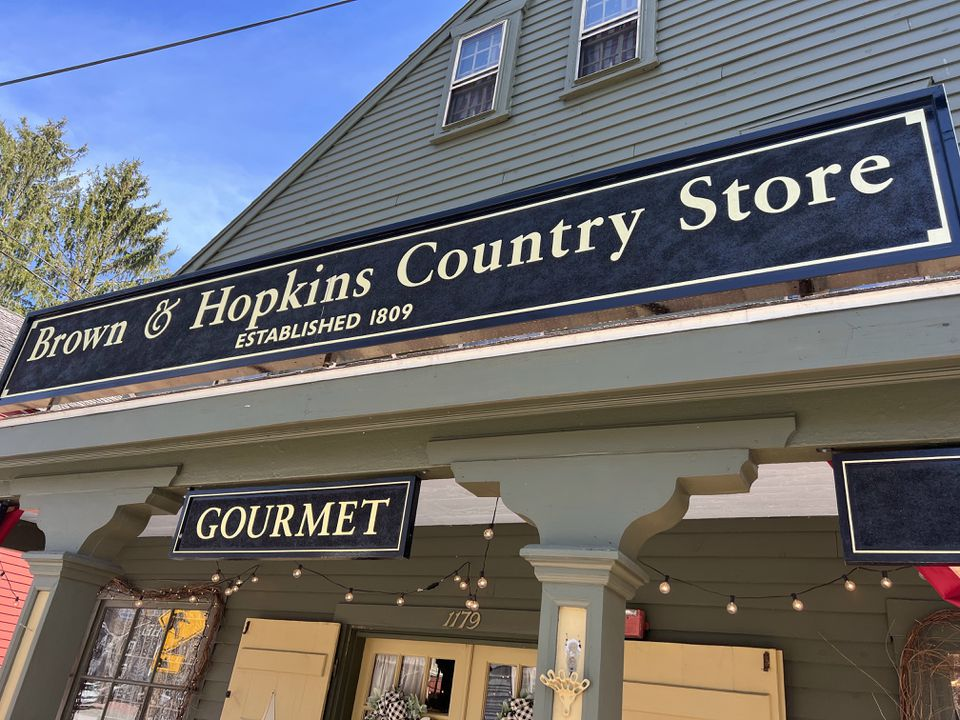 Brown & Hopkins Country Store
ESTABLISHED 1809
GOURMET
1179